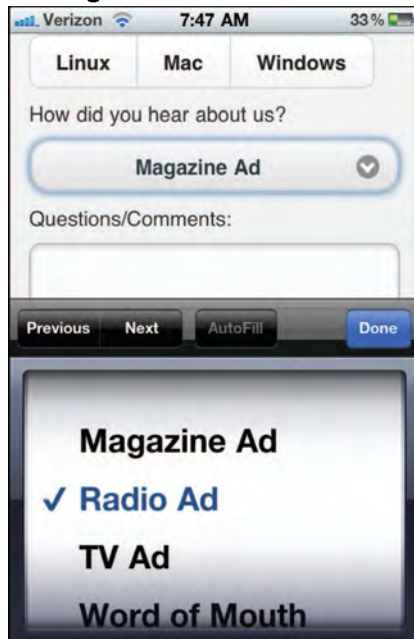 Verizon 7:47 AM 33%
Linux Mac Windows
How did you hear about us?
Magazine Ad
Questions/Comments:
Previous Next AutoFill Done
Magazine Ad
✓ Radio Ad
TV Ad
Word of Mouth